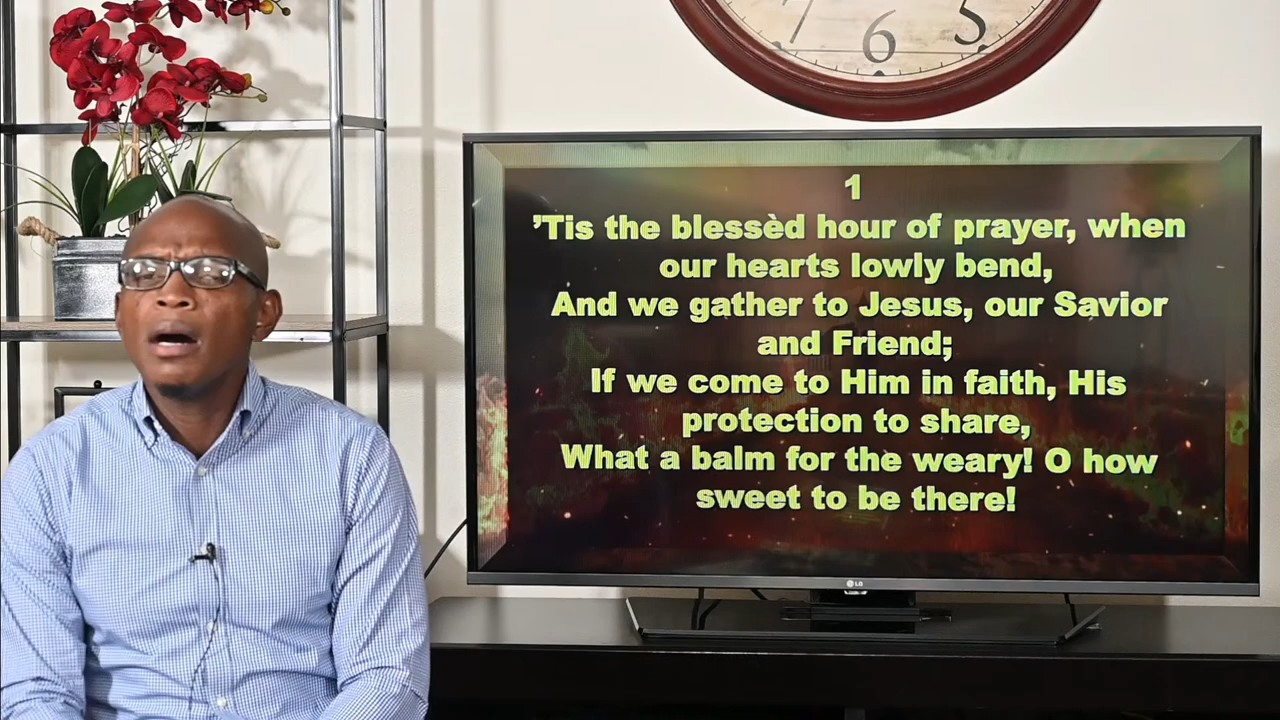 7 6 5
1
’Tis the blessèd hour of prayer, when
our hearts lowly bend,
And we gather to Jesus, our Savior
and Friend;
If we come to Him in faith, His
protection to share,
What a balm for the weary! O how
sweet to be there!
LG